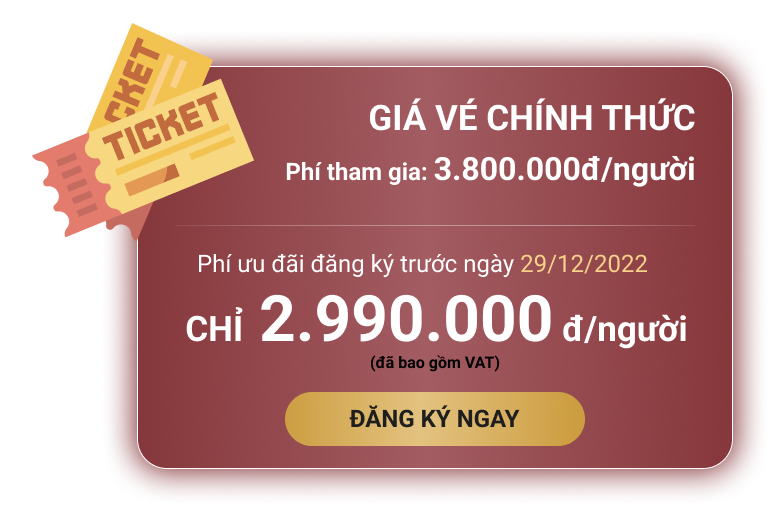 CKET
TICKET
GIÁ VÉ CHÍNH THỨC
Phí tham gia: 3.800.000đ/người
Phí ưu đãi đăng ký trước ngày 29/12/2022
CHỈ 2.990.000 đ/người
(đã bao gồm VAT)
ĐĂNG KÝ NGAY